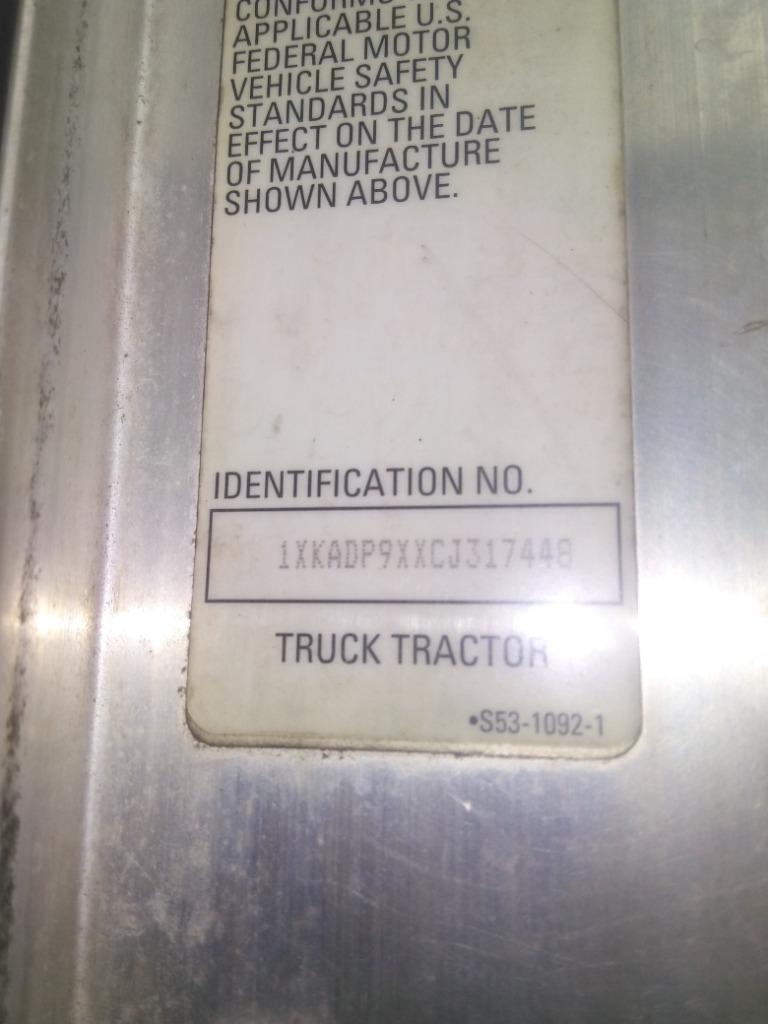 CONFORMS
APPLICABLE U.S.
FEDERAL MOTOR
VEHICLE SAFETY
STANDARDS IN
EFFECT ON THE DATE
OF MANUFACTURE
SHOWN ABOVE.
IDENTIFICATION NO.
1XKADP9XXCJ317448
TRUCK TRACTOR
•S53-1092-1